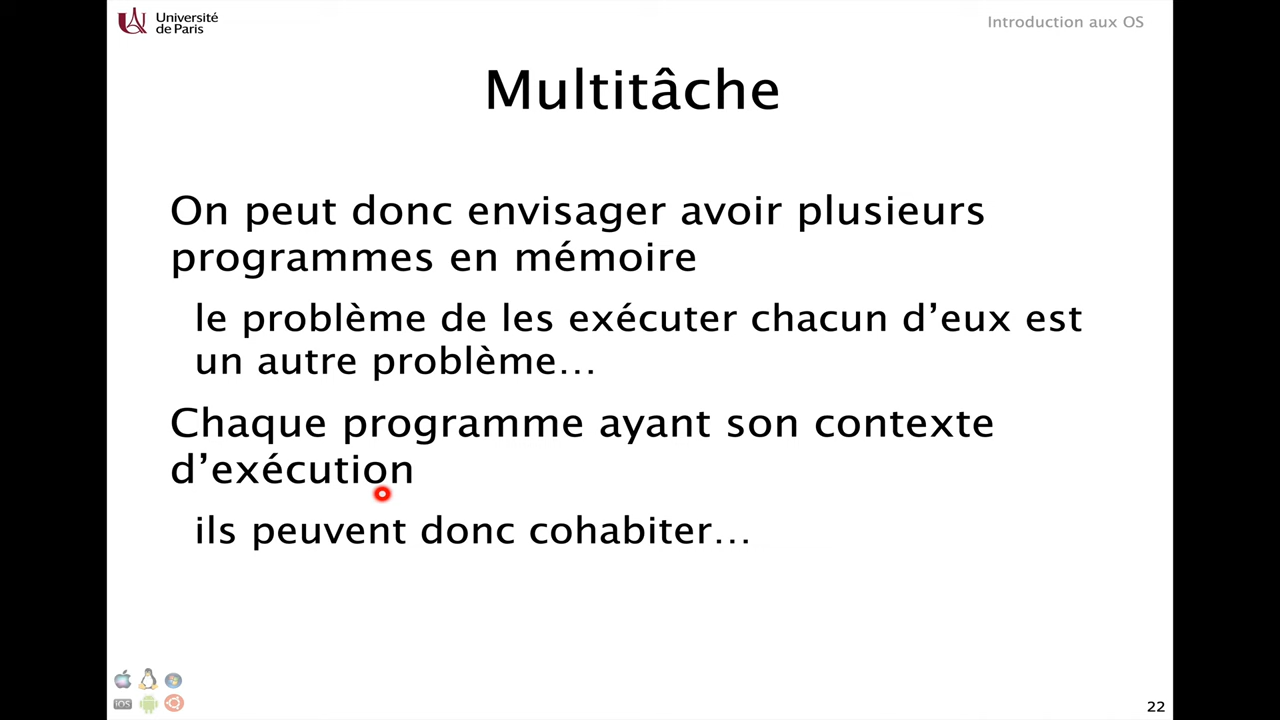 Université
de Paris
Introduction aux OS
Multitâche
On peut donc envisager avoir plusieurs
programmes en mémoire
le problème de les exécuter chacun d’eux est
un autre problème…
Chaque programme ayant son contexte
d’exécution
ils peuvent donc cohabiter…
iOS
22